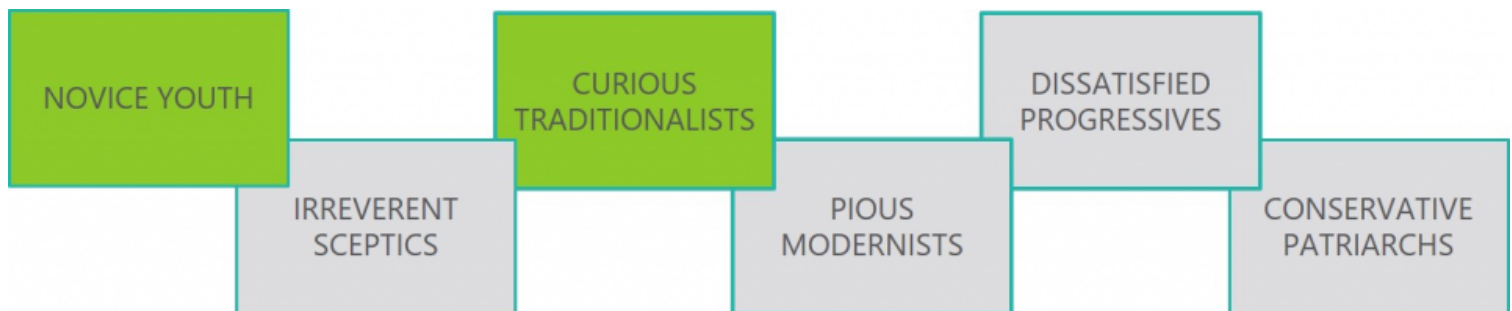 NOVICE YOUTH
IRREVERENT
SCEPTICS
CURIOUS
TRADITIONALISTS
PIOUS
MODERNISTS
DISSATISFIED
PROGRESSIVES
CONSERVATIVE
PATRIARCHS